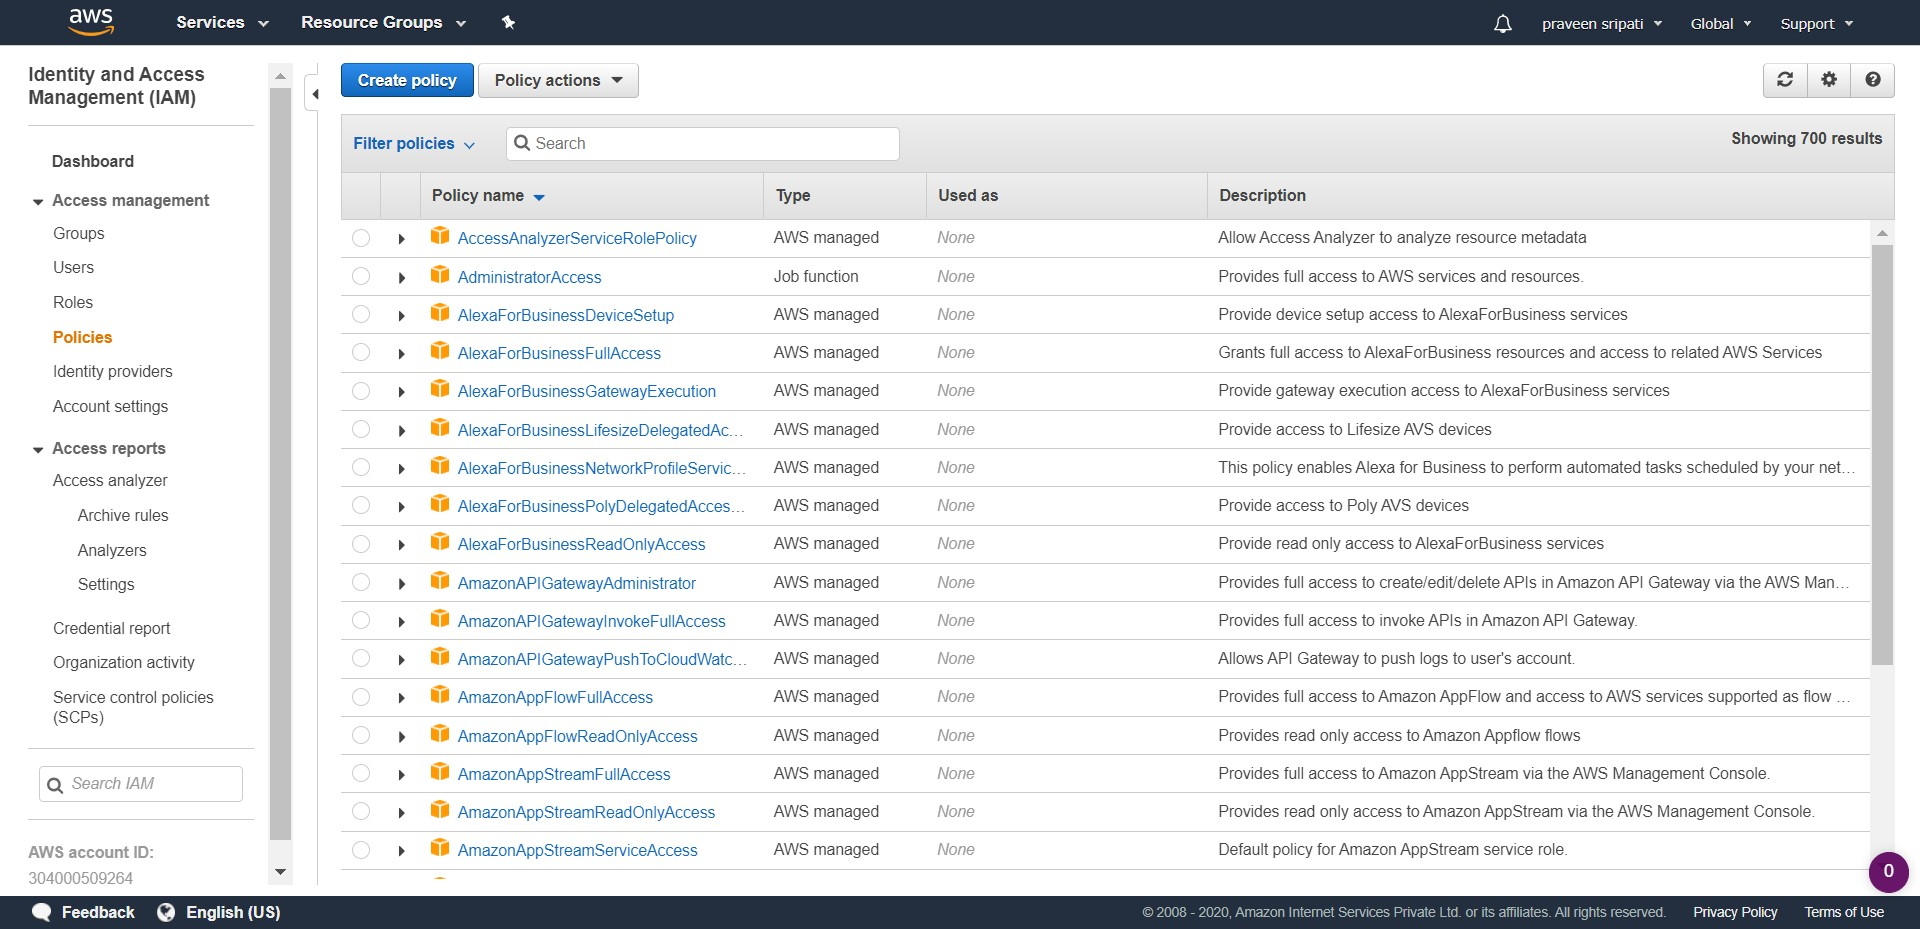 aws
Services
Resource Groups
praveen sripati
Global
Support
Identity and Access
Management (IAM)
Dashboard
Access management
Groups
Users
Roles
Policies
Identity providers
Account settings
Access reports
Access analyzer
Archive rules
Analyzers
Settings
Credential report
Organization activity
Service control policies
(SCPs)
Search IAM
AWS account ID:
304000509264
Create policy
Policy actions
Filter policies
Search
Showing 700 results
Policy name Type Used as Description
AccessAnalyzerServiceRolePolicy AWS managed None Allow Access Analyzer to analyze resource metadata
AdministratorAccess Job function None Provides full access to AWS services and resources.
AlexaForBusinessDeviceSetup AWS managed None Provide device setup access to AlexaForBusiness services
AlexaForBusinessFullAccess AWS managed None Grants full access to AlexaForBusiness resources and access to related AWS Services
AlexaForBusinessGatewayExecution AWS managed None Provide gateway execution access to AlexaForBusiness services
AlexaForBusinessLifesizeDelegatedAc... AWS managed None Provide access to Lifesize AVS devices
AlexaForBusinessNetworkProfileServic... AWS managed None This policy enables Alexa for Business to perform automated tasks scheduled by your net...
AlexaForBusinessPolyDelegatedAcces... AWS managed None Provide access to Poly AVS devices
AlexaForBusinessReadOnlyAccess AWS managed None Provide read only access to AlexaForBusiness services
AmazonAPIGatewayAdministrator AWS managed None Provides full access to create/edit/delete APIs in Amazon API Gateway via the AWS Man...
AmazonAPIGatewayInvokeFullAccess AWS managed None Provides full access to invoke APIs in Amazon API Gateway.
AmazonAPIGatewayPushToCloudWatc... AWS managed None Allows API Gateway to push logs to user's account.
AmazonAppFlowFullAccess AWS managed None Provides full access to Amazon AppFlow and access to AWS services supported as flow ...
AmazonAppFlowReadOnlyAccess AWS managed None Provides read only access to Amazon Appflow flows
AmazonAppStreamFullAccess AWS managed None Provides full access to Amazon AppStream via the AWS Management Console.
AmazonAppStreamReadOnlyAccess AWS managed None Provides read only access to Amazon AppStream via the AWS Management Console.
AmazonAppStreamServiceAccess AWS managed None Default policy for Amazon AppStream service role.
0
Feedback
English (US)
© 2008 - 2020, Amazon Internet Services Private Ltd. or its affiliates. All rights reserved.
Privacy Policy
Terms of Use